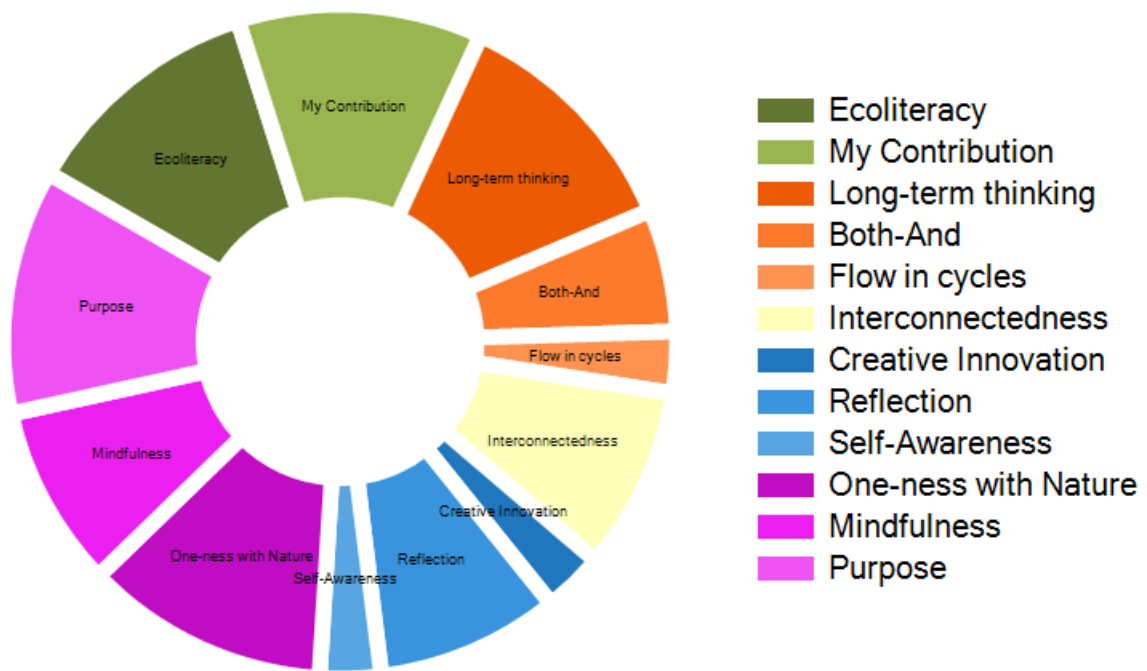 My Contribution
Ecoliteracy
Long-term thinking
Both-And
Purpose
Flow in cycles
Interconnectedness
Mindfulness
Creative Innovation
One-ness with Nature
Reflection
Self-Awareness
Ecoliteracy
My Contribution
Long-term thinking
Both-And
Flow in cycles
Interconnectedness
Creative Innovation
Reflection
Self-Awareness
One-ness with Nature
Mindfulness
Purpose